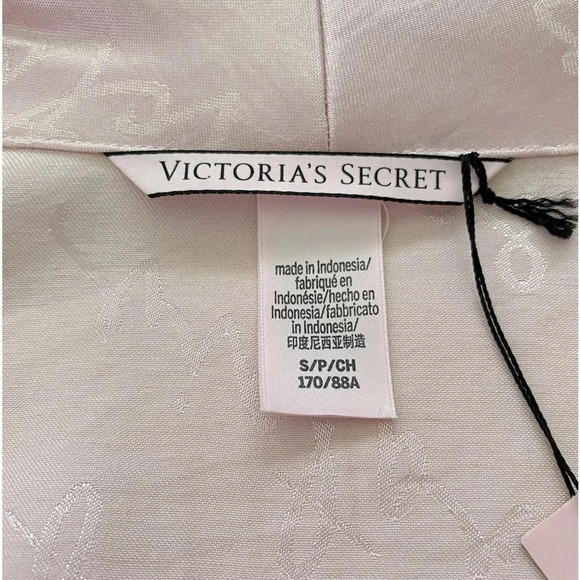 VICTORIA'S SECRET
made in Indonesia/
fabriqué en
Indonésie/hecho en
Indonesia/fabbricato
in Indonesia/
印度尼西亚制造
S/P/CH
170/88A